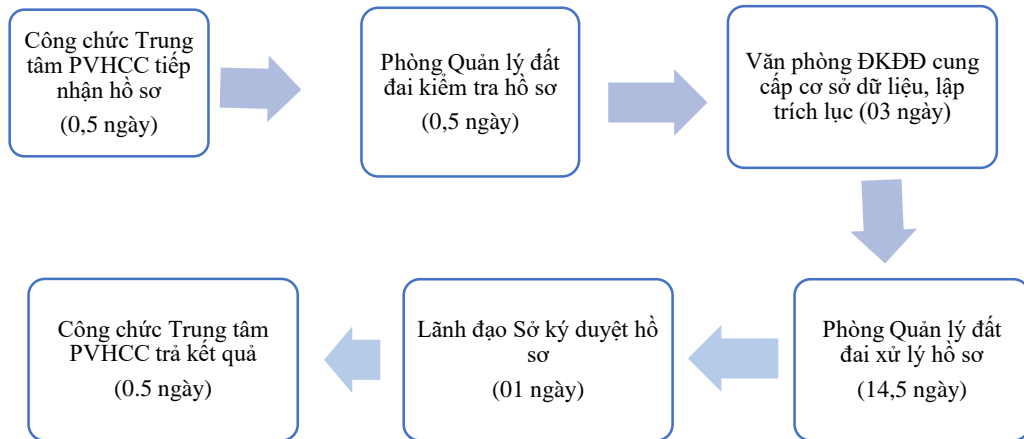 Công chức Trung
tâm PVHCC tiếp
nhận hồ sơ
(0,5 ngày)
Phòng Quản lý đất
đai kiểm tra hồ sơ
(0,5 ngày)
Văn phòng ĐKĐĐ cung
cấp cơ sở dữ liệu, lập
trích lục (03 ngày)
Phòng Quản lý đất
đai xử lý hồ sơ
(14,5 ngày)
Lãnh đạo Sở ký duyệt hồ
sơ
(01 ngày)
Công chức Trung tâm
PVHCC trả kết quả
(0.5 ngày)